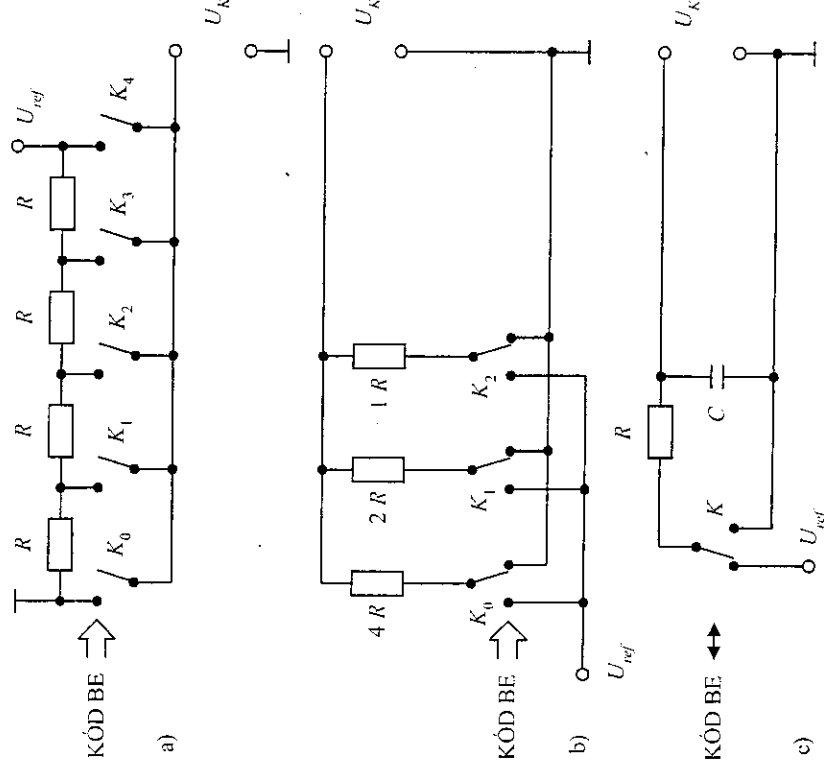 U_ref
R R R R
K_0 K_1 K_2 K_3 K_4
KÓD BE
U_K
a)
4 R 2 R 1 R
K_0 K_1 K_2
KÓD BE
U_ref
U_K
b)
R
C
K
KÓD BE
U_ref
U_K
c)